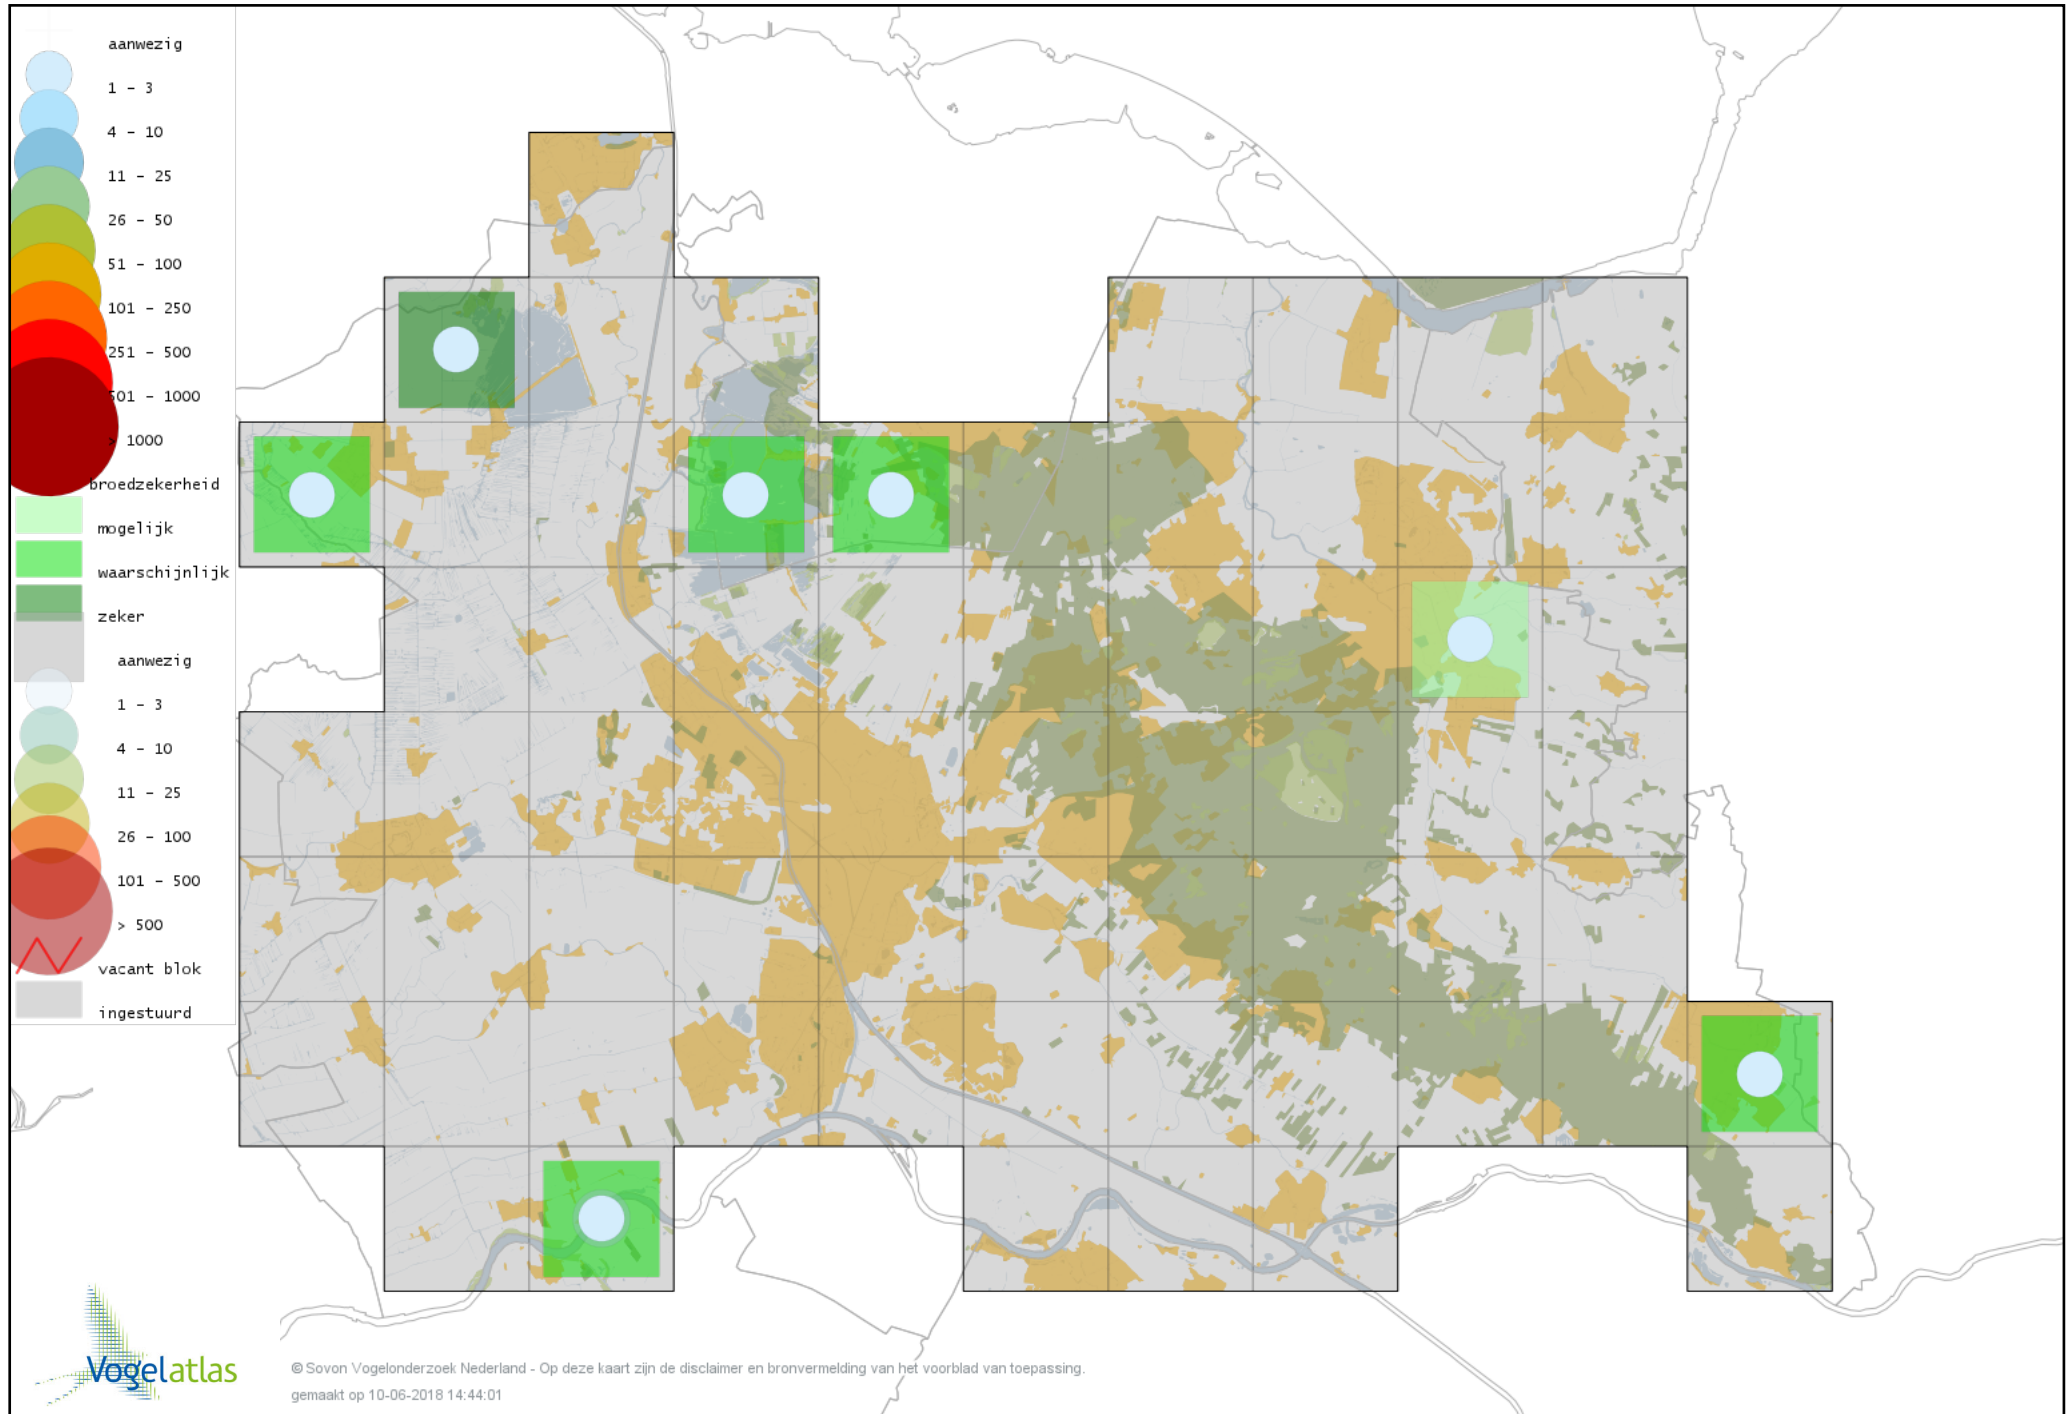 aanwezig
1 - 3
4 - 10
11 - 25
26 - 50
51 - 100
101 - 250
251 - 500
501 - 1000
> 1000
broedzekerheid
mogelijk
waarschijnlijk
zeker
aanwezig
1 - 3
4 - 10
11 - 25
26 - 100
101 - 500
> 500
vacant blok
ingestuurd
Vogelatlas
© Sovon Vogelonderzoek Nederland - Op deze kaart zijn de disclaimer en bronvermelding van het voorblad van toepassing.
gemaakt op 10-06-2018 14:44:01